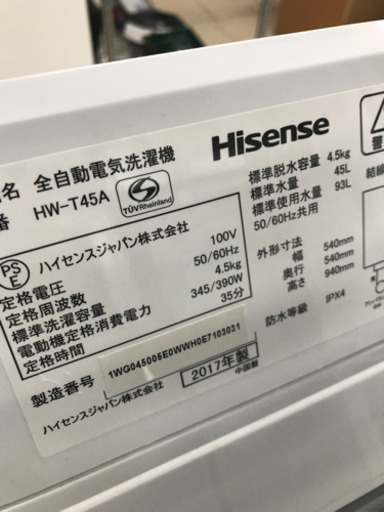 名 全自動電気洗濯機
番 HW-T45A
S
TÜVRheinland
PSE
ハイセンスジャパン株式会社
定格電圧 100V
定格周波数 50/60Hz
標準洗濯容量 4.5kg
電動機定格消費電力 345/390W
定格時間 35分
製造番号 1WG045005E0WWH0E7103031
ハイセンスジャパン株式会社
2017年製
中国製
Hisense
標準脱水容量 4.5kg
標準水量 45L
標準使用水量 93L
50/60Hz共用
外形寸法
幅 540mm
奥行 540mm
高さ 940mm
防水等級 IPX4
警
結線